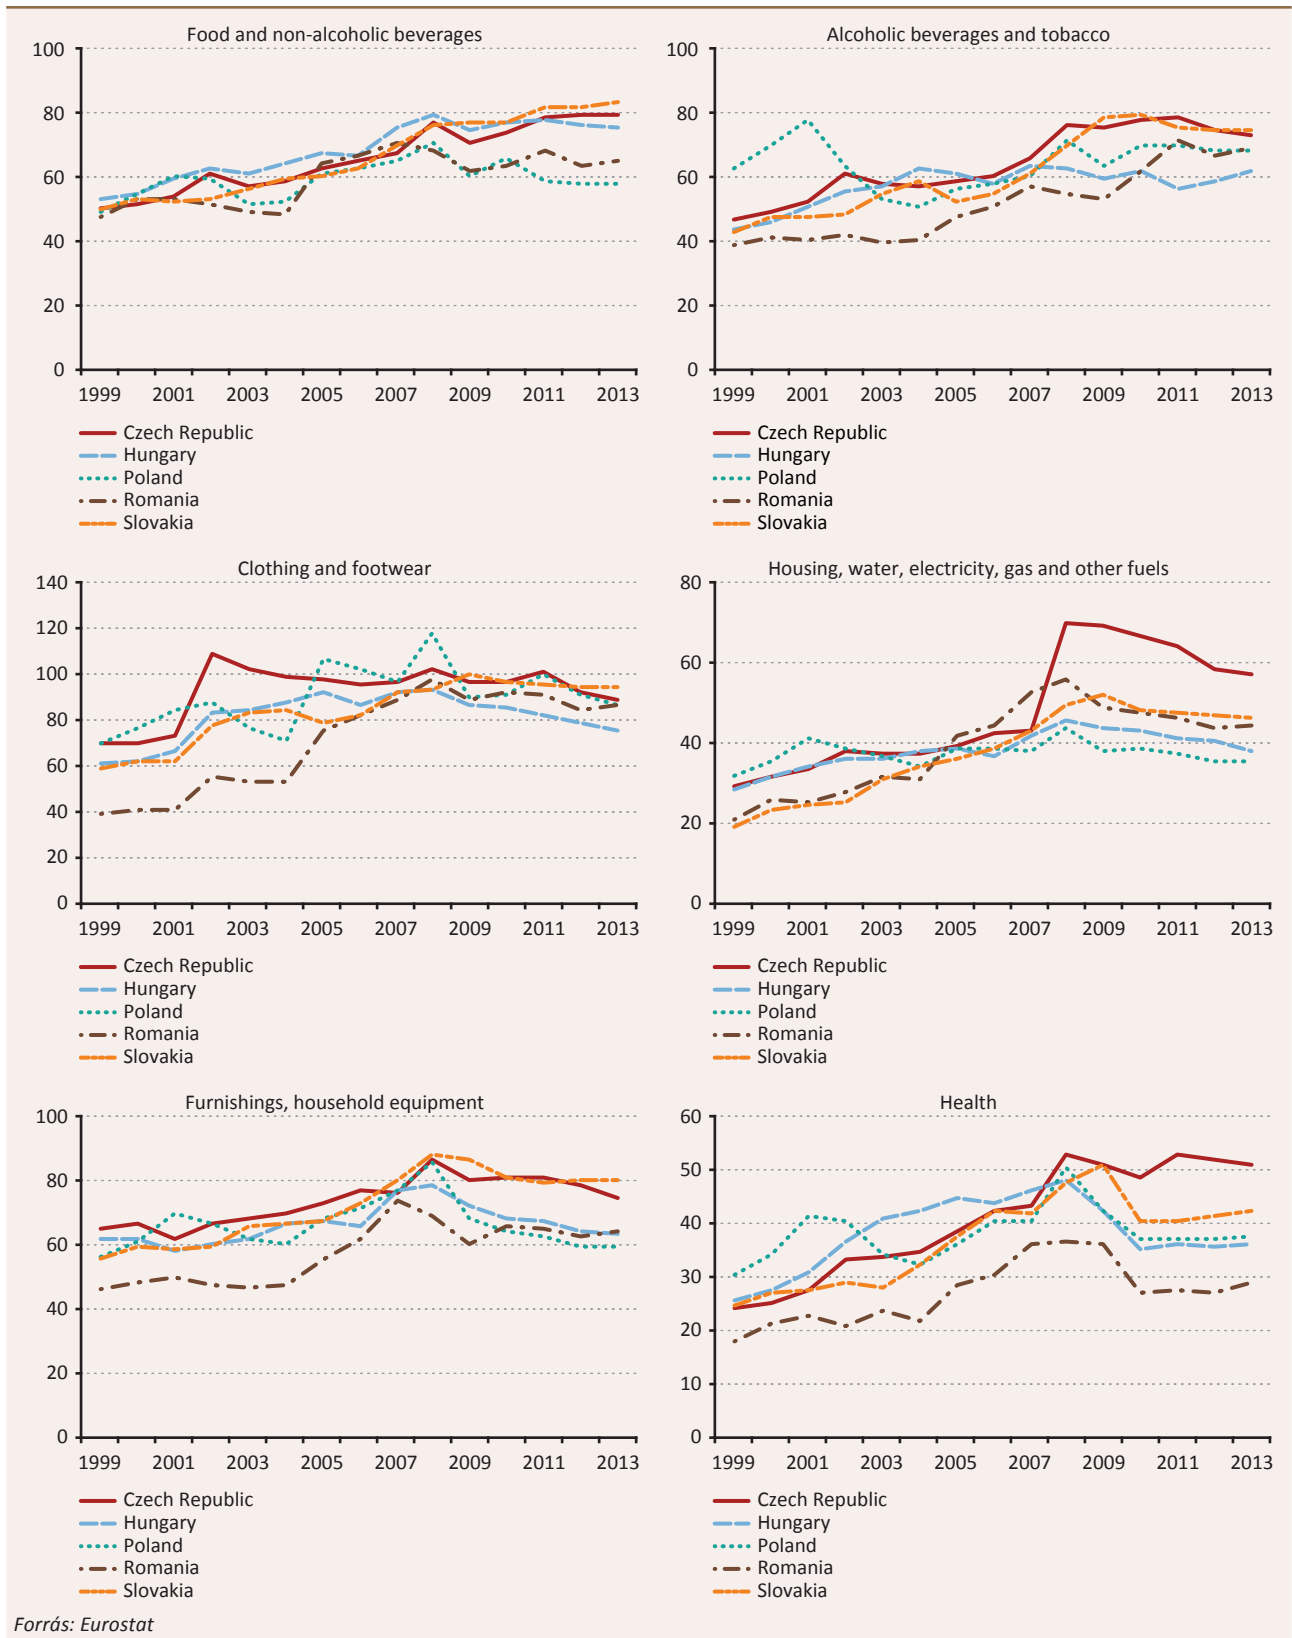 Food and non-alcoholic beverages
100
80
60
40
20
0
1999 2001 2003 2005 2007 2009 2011 2013
Czech Republic
Hungary
Poland
Romania
Slovakia
Alcoholic beverages and tobacco
100
80
60
40
20
0
1999 2001 2003 2005 2007 2009 2011 2013
Czech Republic
Hungary
Poland
Romania
Slovakia
Clothing and footwear
140
120
100
80
60
40
20
0
1999 2001 2003 2005 2007 2009 2011 2013
Czech Republic
Hungary
Poland
Romania
Slovakia
Housing, water, electricity, gas and other fuels
80
60
40
20
0
1999 2001 2003 2005 2007 2009 2011 2013
Czech Republic
Hungary
Poland
Romania
Slovakia
Furnishings, household equipment
100
80
60
40
20
0
1999 2001 2003 2005 2007 2009 2011 2013
Czech Republic
Hungary
Poland
Romania
Slovakia
Health
60
50
40
30
20
10
0
1999 2001 2003 2005 2007 2009 2011 2013
Czech Republic
Hungary
Poland
Romania
Slovakia
Forrás: Eurostat